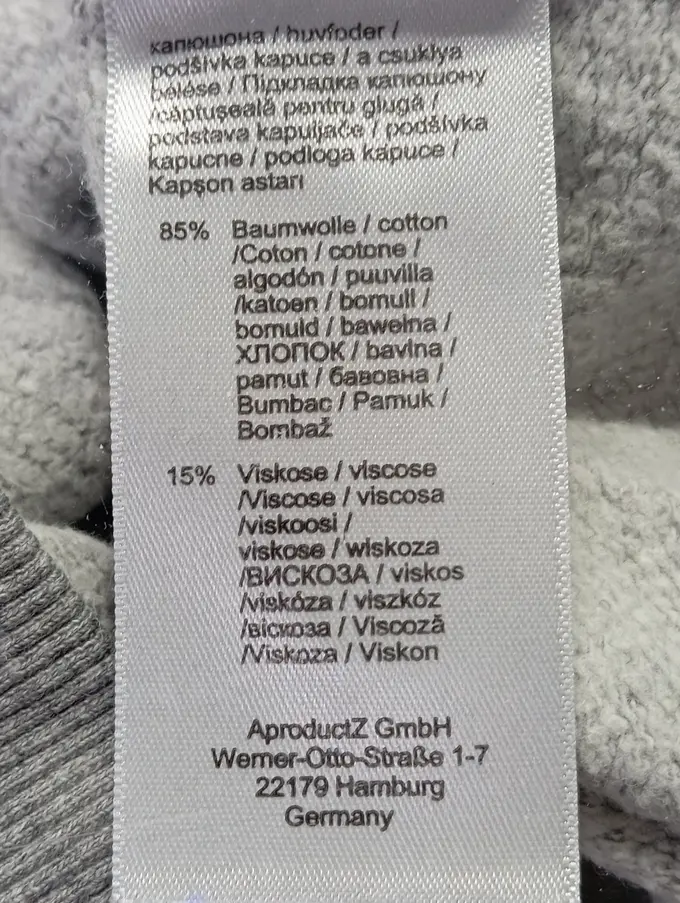 капюшона / huvfoder /
podšívka kapuce / a csuklya
bélése / Підкладка капюшону
/căptuşeală pentru glugă /
podstava kapuljače / podšívka
kapucne / podloga kapuce /
Kapşon astarı
85% Baumwolle / cotton
/Coton / cotone /
algodón / puuvilla
/katoen / bomull /
bomuld / bawełna /
ХЛОПОК / bavlna /
pamut / бавовна /
Bumbac / Pamuk /
Bombaž
15% Viskose / viscose
/Viscose / viscosa
/viskoosi /
viskose / wiskoza
/ВИСКОЗА / viskos
/viskóza / viszkóz
/віскоза / Viscoză
/Viskoza / Viskon
AproductZ GmbH
Werner-Otto-Straße 1-7
22179 Hamburg
Germany